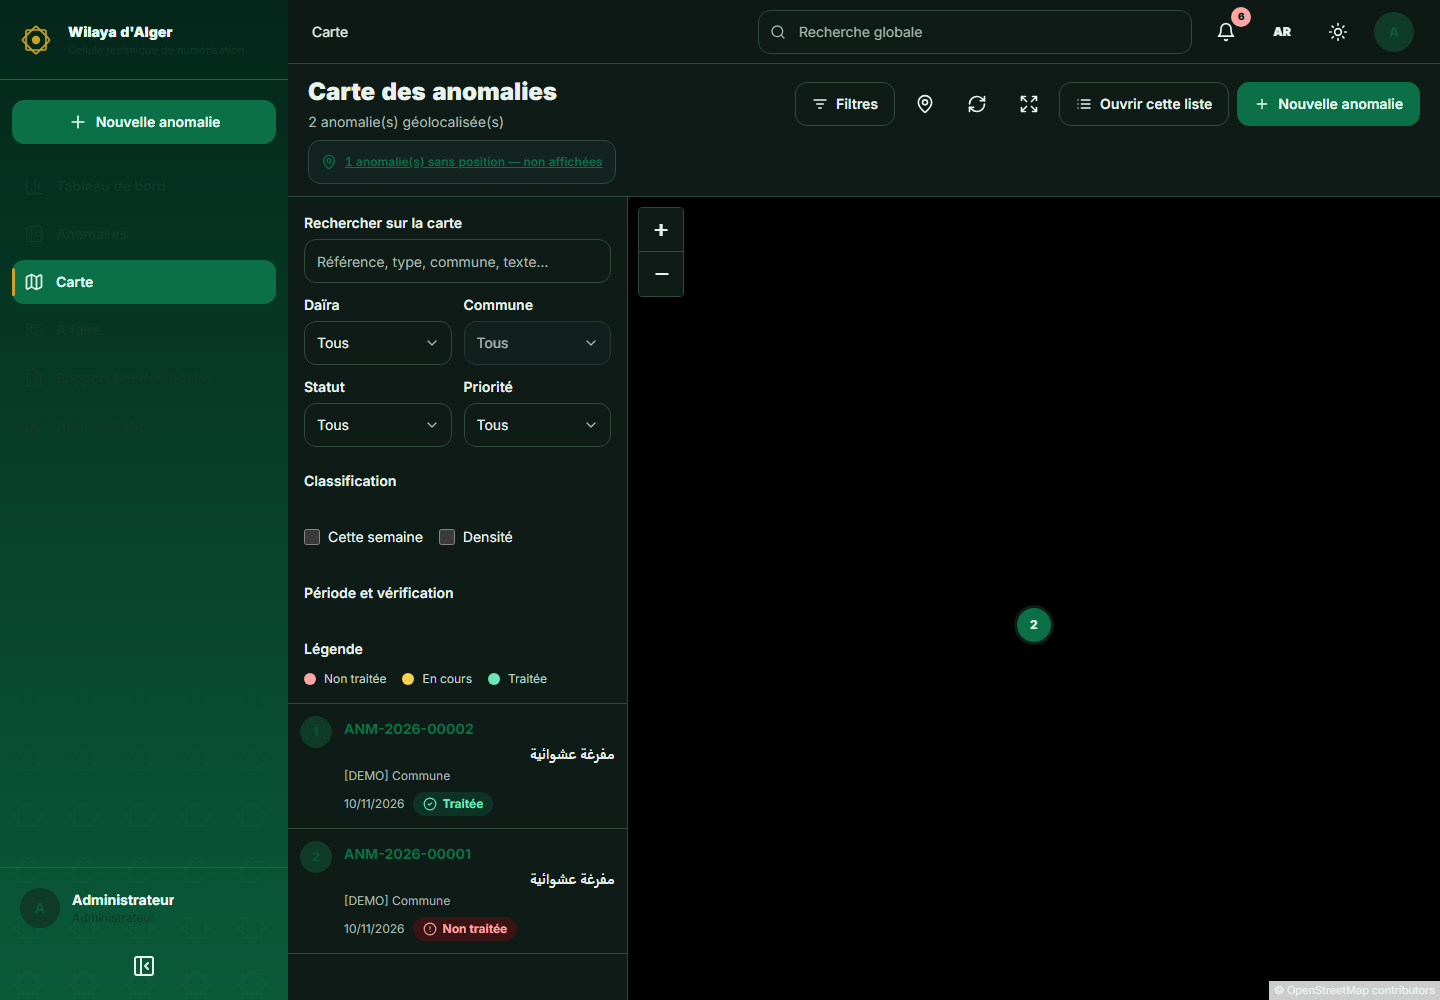 Wilaya d'Alger
Cellule technique de numérisation
Nouvelle anomalie
Tableau de bord
Anomalies
Carte
À faire
Administrateur
Administrateur
A
Carte
Recherche globale
6
AR
A
Carte des anomalies
2 anomalie(s) géolocalisée(s)
1 anomalie(s) sans position — non affichées
Filtres
Ouvrir cette liste
Nouvelle anomalie
Rechercher sur la carte
Référence, type, commune, texte...
Daïra
Commune
Tous
Tous
Statut
Priorité
Tous
Tous
Classification
Cette semaine
Densité
Période et vérification
Légende
Non traitée
En cours
Traitée
1
ANM-2026-00002
مفرغة عشوائية
[DEMO] Commune
10/11/2026
Traitée
2
ANM-2026-00001
مفرغة عشوائية
[DEMO] Commune
10/11/2026
Non traitée
+
−
2
© OpenStreetMap contributors